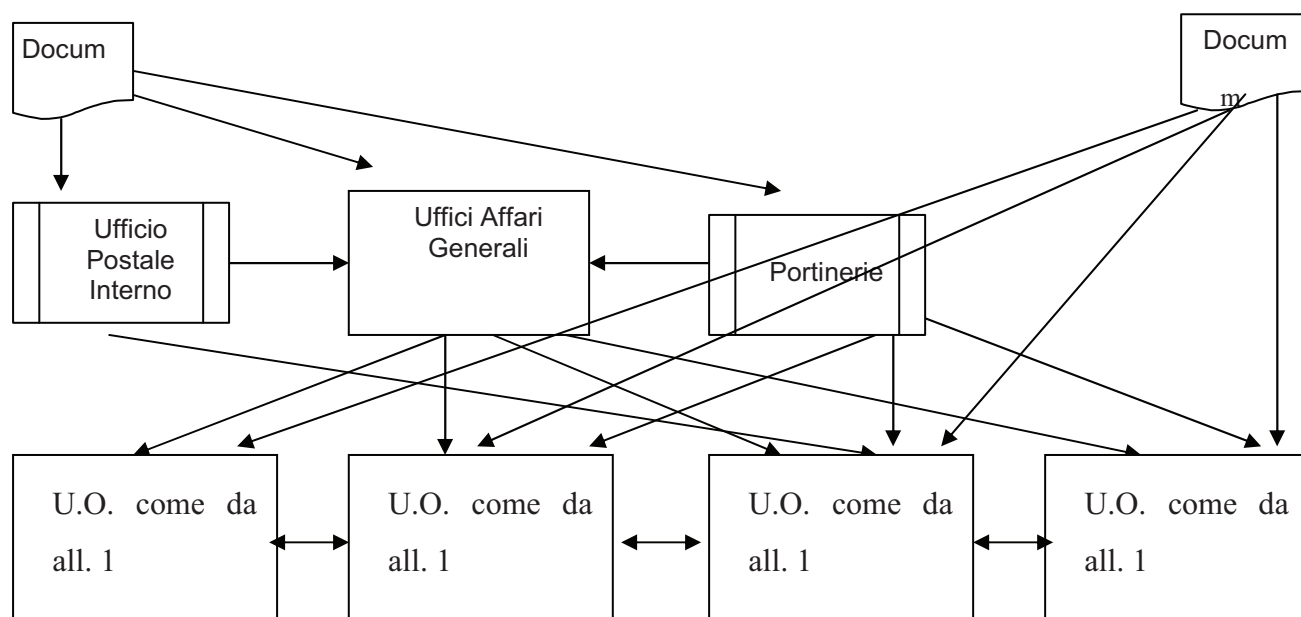 Docum
Docum
m
Ufficio
Postale
Interno
Uffici Affari
Generali
Portinerie
U.O. come da
all. 1
U.O. come da
all. 1
U.O. come da
all. 1
U.O. come da
all. 1